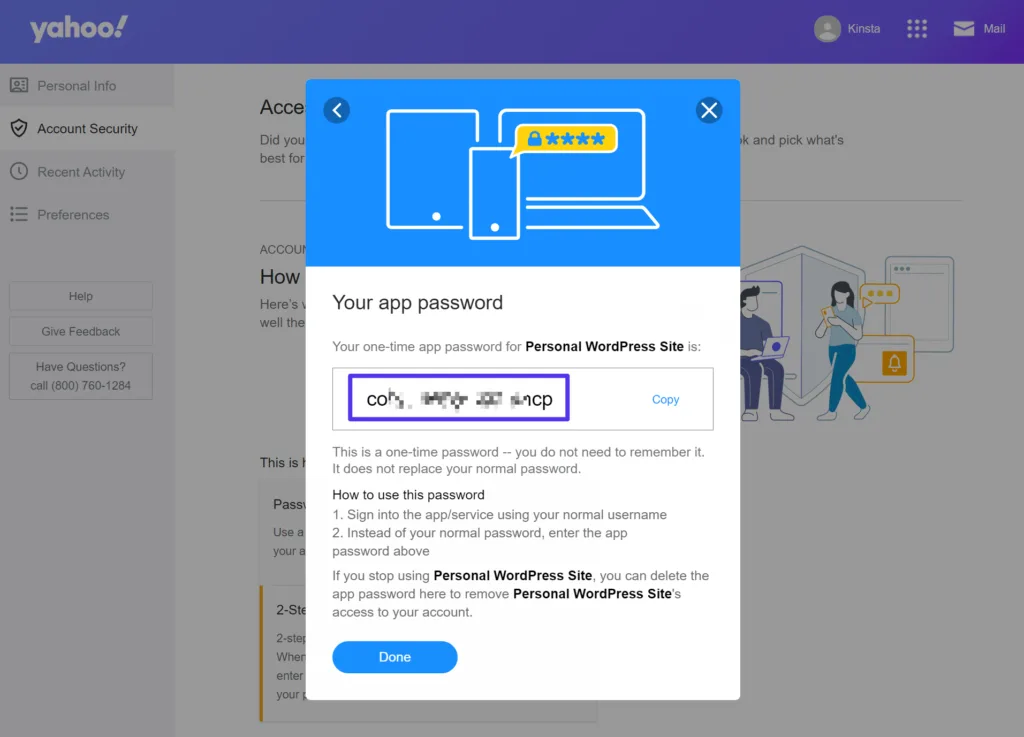 yahoo!
Kinsta
Mail
Personal Info
Account Security
Recent Activity
Preferences
Help
Give Feedback
Have Questions?
call (800) 760-1284
Acce
Did you
k and pick what's
best for
ACCOUN
How
Here's
well the
This is
Passw
Use a
your a
2-Ste
2-step
When
enter
your
****
Your app password
Your one-time app password for Personal WordPress Site is:
Copy
This is a one-time password -- you do not need to remember it.
It does not replace your normal password.
How to use this password
1. Sign into the app/service using your normal username
2. Instead of your normal password, enter the app
password above
If you stop using Personal WordPress Site, you can delete the
app password here to remove Personal WordPress Site's
access to your account.
Done